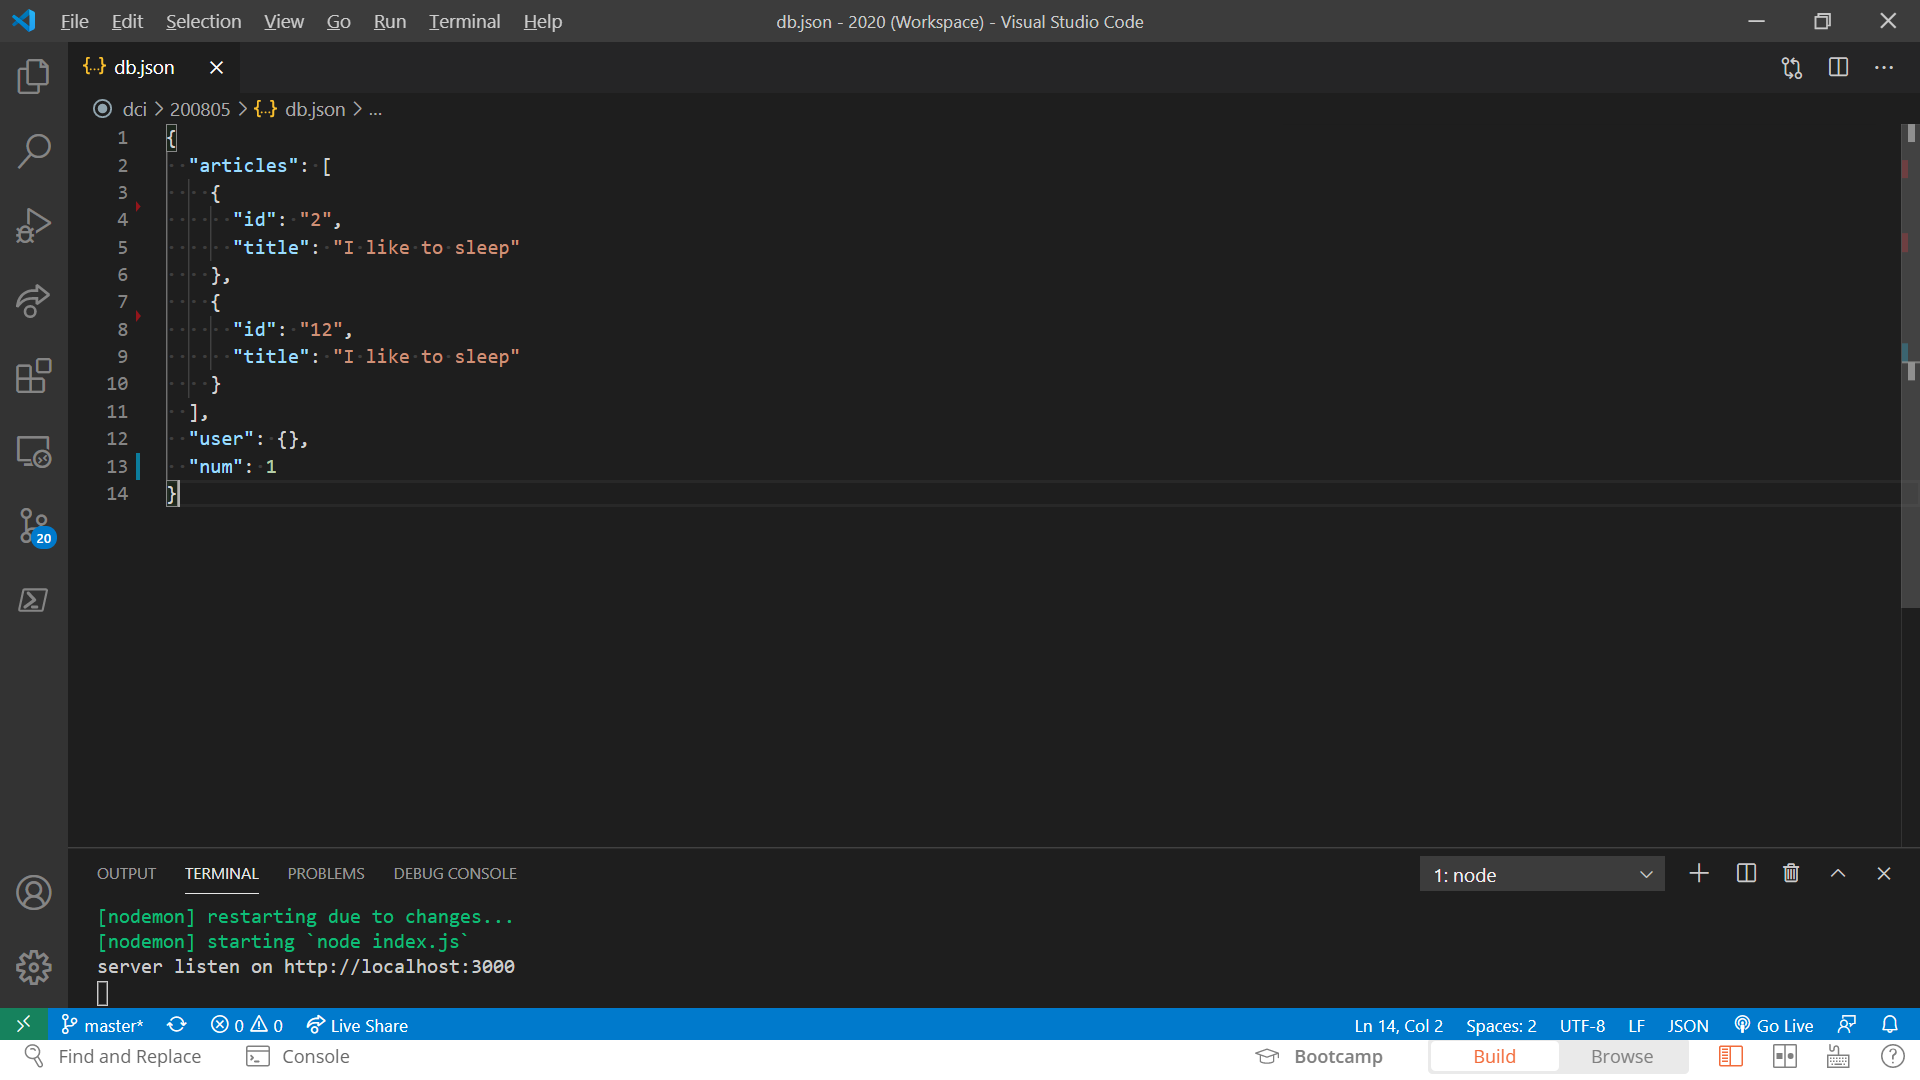 File Edit Selection View Go Run Terminal Help
db.json - 2020 (Workspace) - Visual Studio Code
{..} db.json
dci > 200805 > {..} db.json > ...
1 {
2 "articles": [
3 {
4 "id": "2",
5 "title": "I like to sleep"
6 },
7 {
8 "id": "12",
9 "title": "I like to sleep"
10 }
11 ],
12 "user": {},
13 "num": 1
14 }
20
OUTPUT TERMINAL PROBLEMS DEBUG CONSOLE
1: node
[nodemon] restarting due to changes...
[nodemon] starting `node index.js`
server listen on http://localhost:3000
master* 0 0 Live Share
Ln 14, Col 2 Spaces: 2 UTF-8 LF JSON Go Live
Find and Replace Console
Bootcamp Build Browse